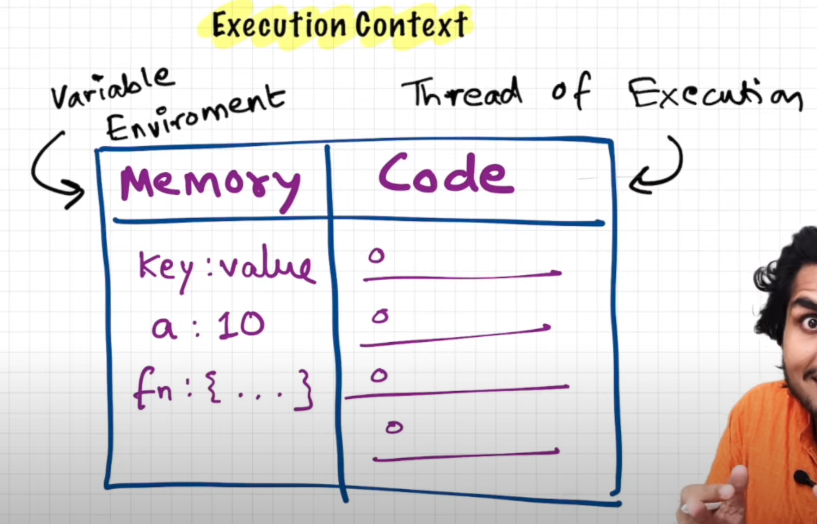 Execution Context
Variable
Enviroment
Thread of Execution
Memory
Code
key : value
a : 10
fn : { ... }